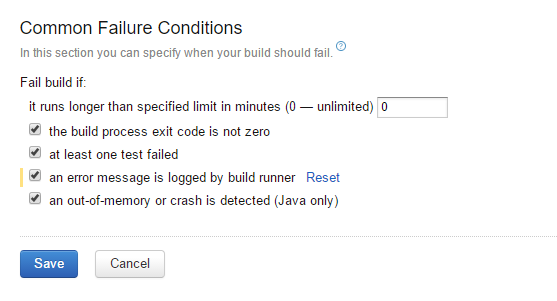 Common Failure Conditions
In this section you can specify when your build should fail. ?
Fail build if:
it runs longer than specified limit in minutes (0 — unlimited) 0
the build process exit code is not zero
at least one test failed
an error message is logged by build runner Reset
an out-of-memory or crash is detected (Java only)
Save Cancel